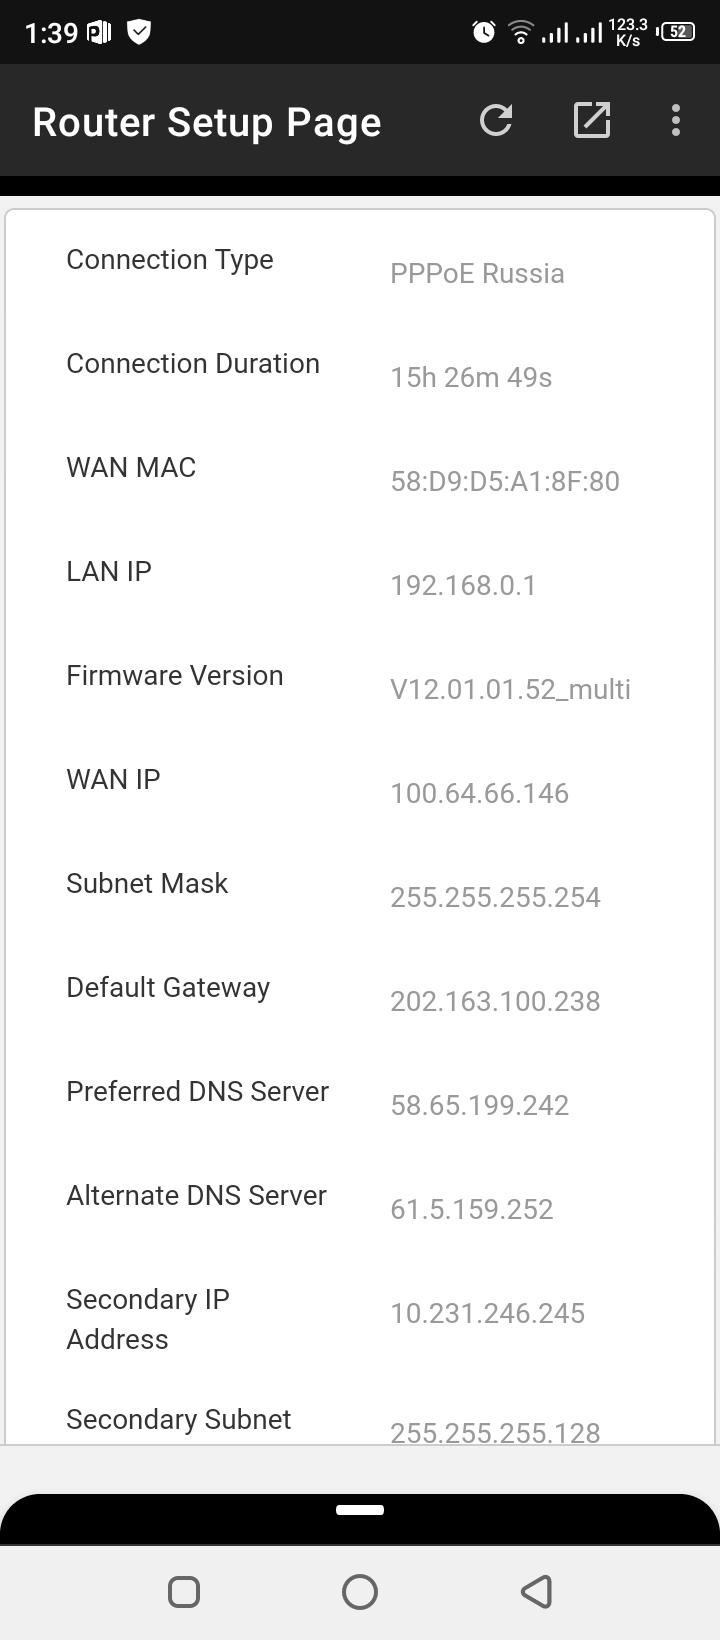 1:39
123.3
K/s
52
Router Setup Page
Connection Type
PPPoE Russia
Connection Duration
15h 26m 49s
WAN MAC
58:D9:D5:A1:8F:80
LAN IP
192.168.0.1
Firmware Version
V12.01.01.52_multi
WAN IP
100.64.66.146
Subnet Mask
255.255.255.254
Default Gateway
202.163.100.238
Preferred DNS Server
58.65.199.242
Alternate DNS Server
61.5.159.252
Secondary IP
Address
10.231.246.245
Secondary Subnet
255.255.255.128